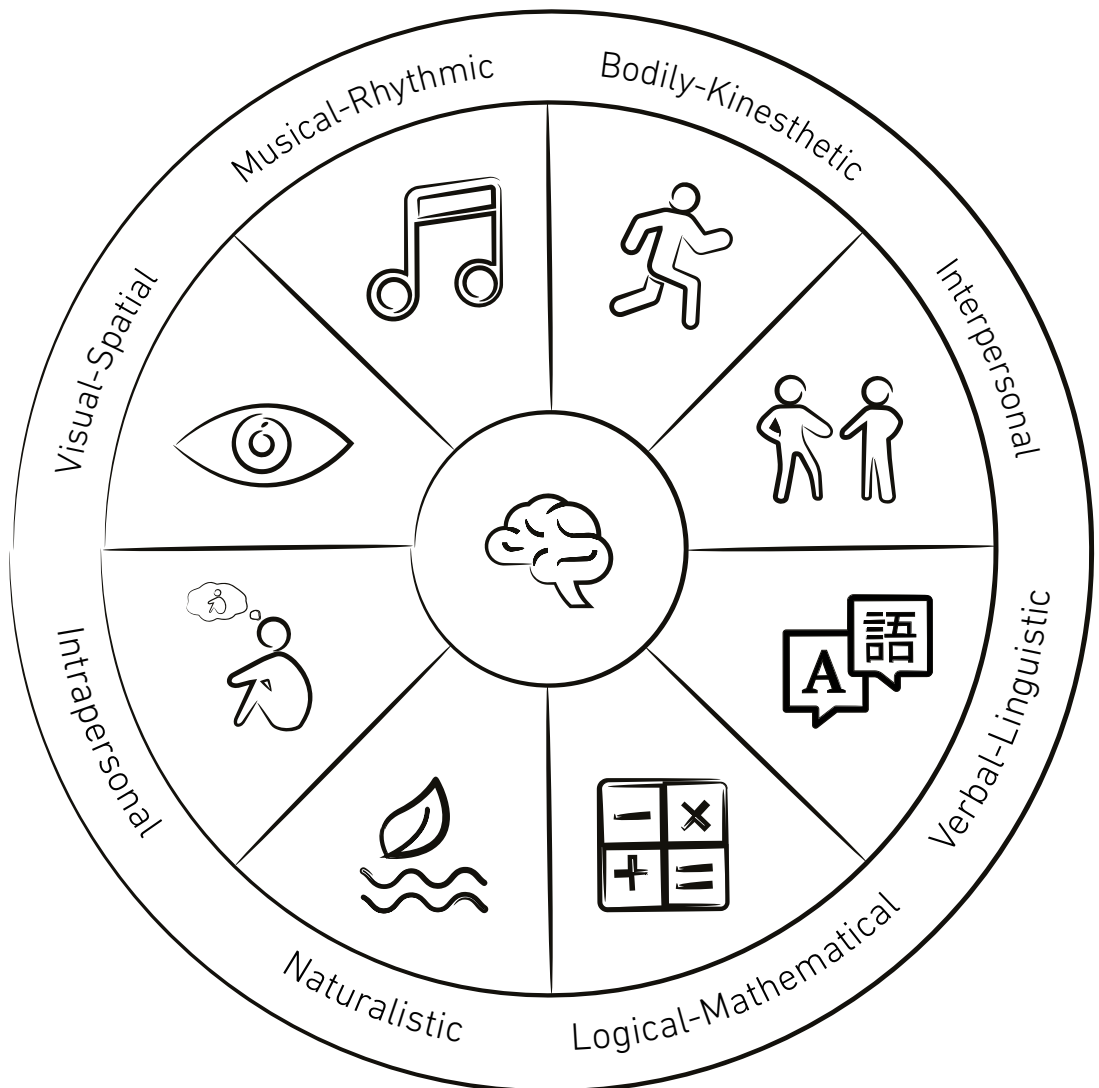 Musical-Rhythmic
Bodily-Kinesthetic
Interpersonal
Verbal-Linguistic
Logical-Mathematical
Naturalistic
Intrapersonal
Visual-Spatial
A
語
− ×
+ =